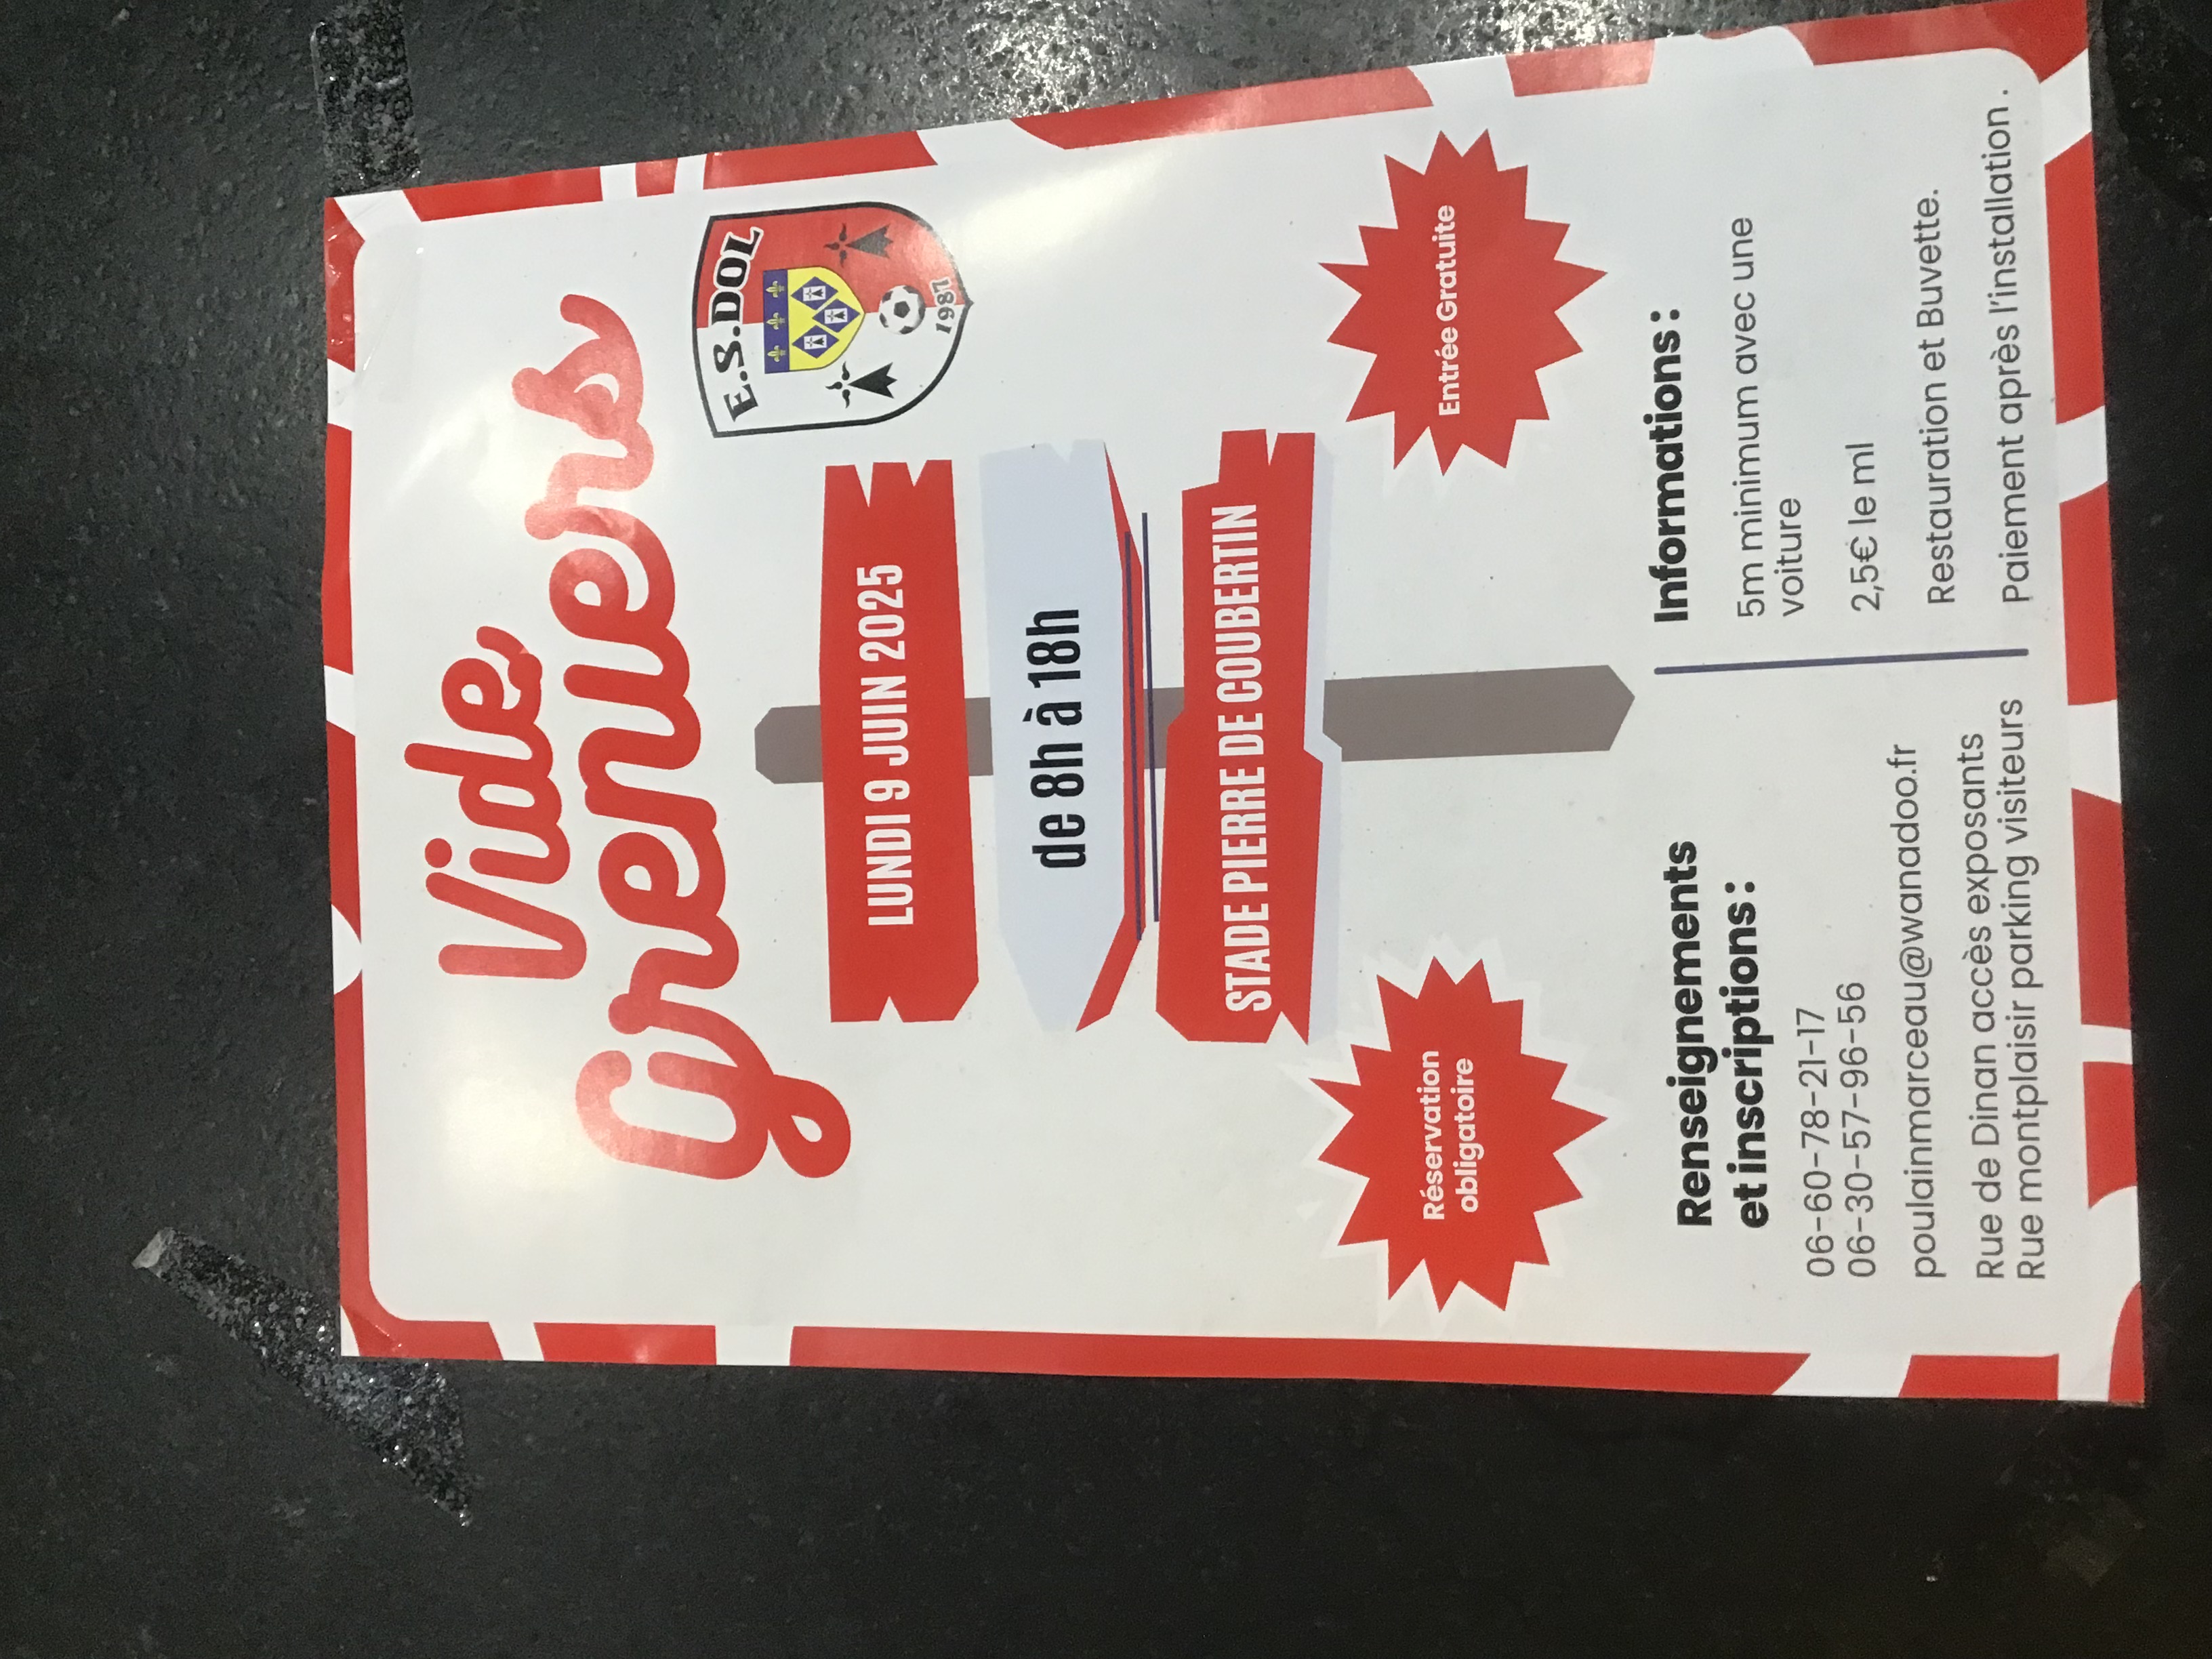 Vide
Greniers
E.S.DOL
1987
LUNDI 9 JUIN 2025
de 8h à 18h
STADE PIERRE DE COUBERTIN
Réservation
obligatoire
Entrée Gratuite
Renseignements
et inscriptions :
06-60-78-21-17
06-30-57-96-56
poulainmarceau@wanadoo.fr
Rue de Dinan accès exposants
Rue montplaisir parking visiteurs
Informations :
5m minimum avec une
voiture
2,5€ le ml
Restauration et Buvette.
Paiement après l'installation.